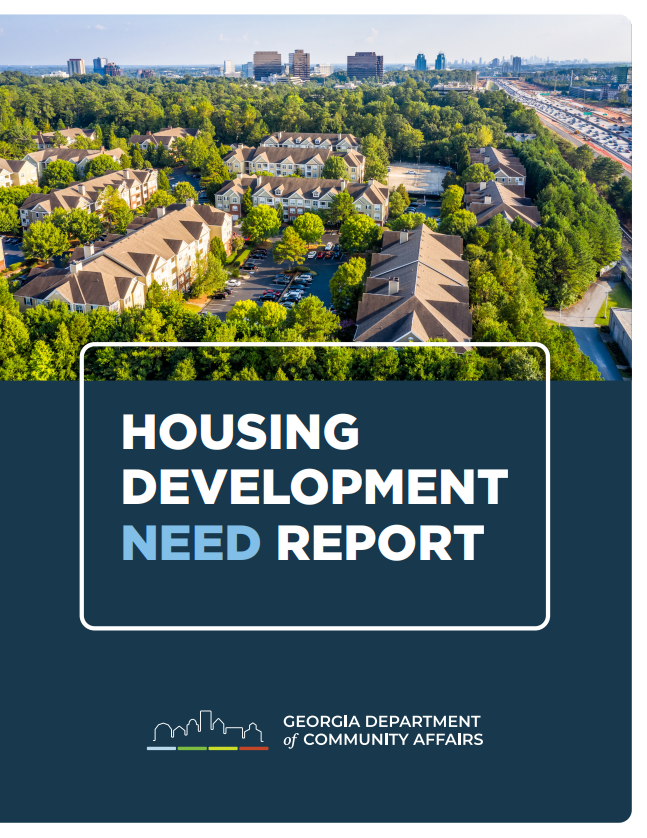 HOUSING
DEVELOPMENT
NEED REPORT
GEORGIA DEPARTMENT
of COMMUNITY AFFAIRS